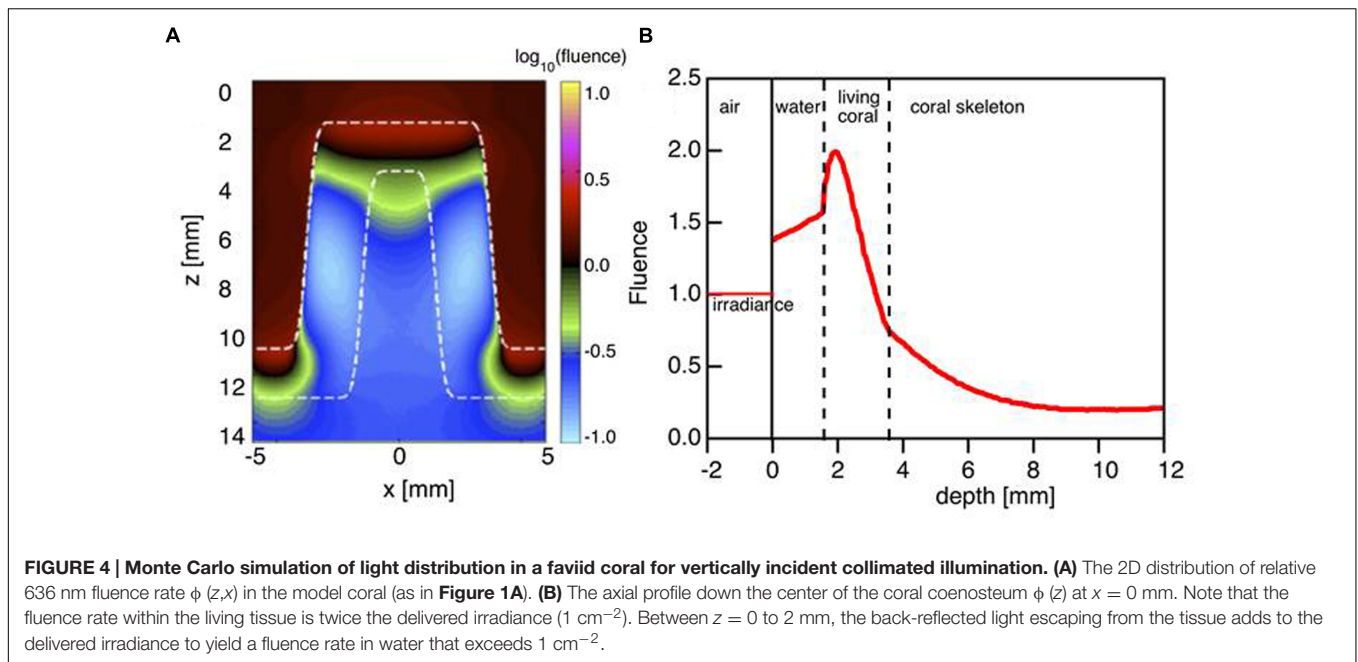 A
B
log10(fluence)
0
2
4
6
8
10
12
14
z [mm]
-5
0
5
x [mm]
1.0
0.5
0.0
-0.5
-1.0
2.5
2.0
1.5
1.0
0.5
0.0
Fluence
air
water
living
coral
coral skeleton
irradiance
-2
0
2
4
6
8
10
12
depth [mm]
FIGURE 4 | Monte Carlo simulation of light distribution in a faviid coral for vertically incident collimated illumination. (A) The 2D distribution of relative
636 nm fluence rate ϕ (z,x) in the model coral (as in Figure 1A). (B) The axial profile down the center of the coral coenosteum ϕ (z) at x = 0 mm. Note that the
fluence rate within the living tissue is twice the delivered irradiance (1 cm−2). Between z = 0 to 2 mm, the back-reflected light escaping from the tissue adds to the
delivered irradiance to yield a fluence rate in water that exceeds 1 cm−2.